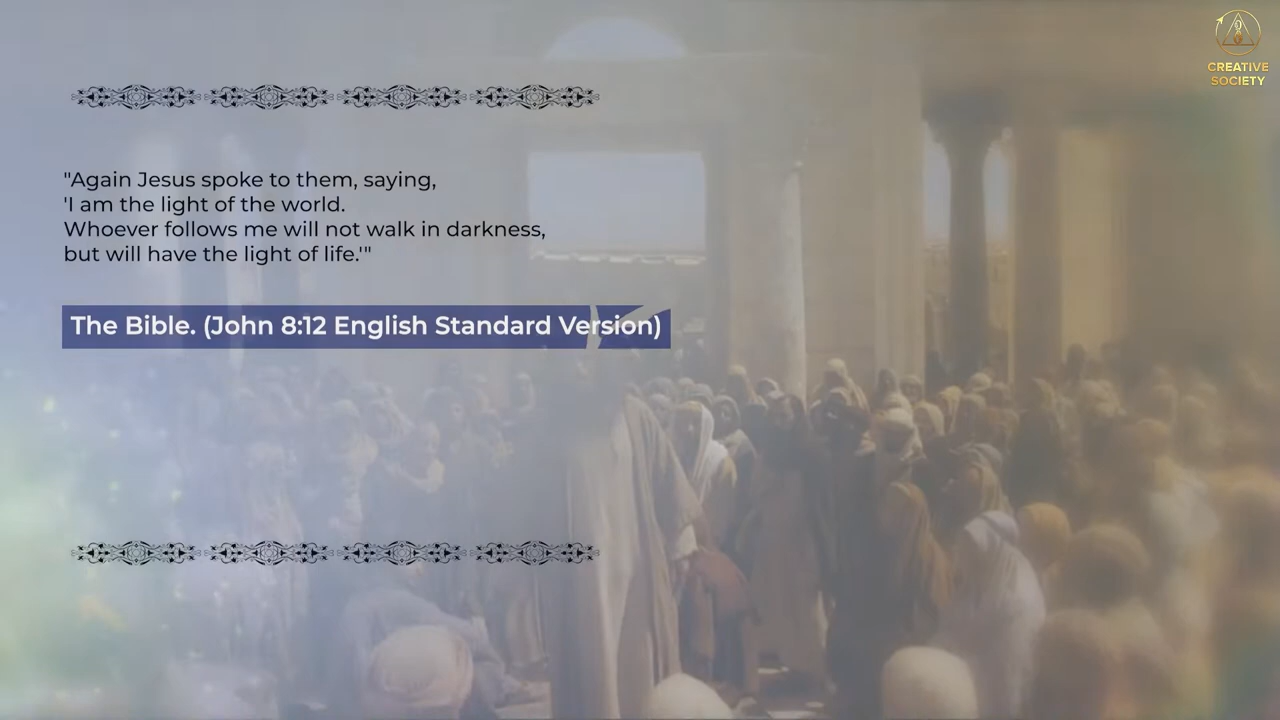 CREATIVE
SOCIETY
"Again Jesus spoke to them, saying,
'I am the light of the world.
Whoever follows me will not walk in darkness,
but will have the light of life.'"
The Bible. (John 8:12 English Standard Version)